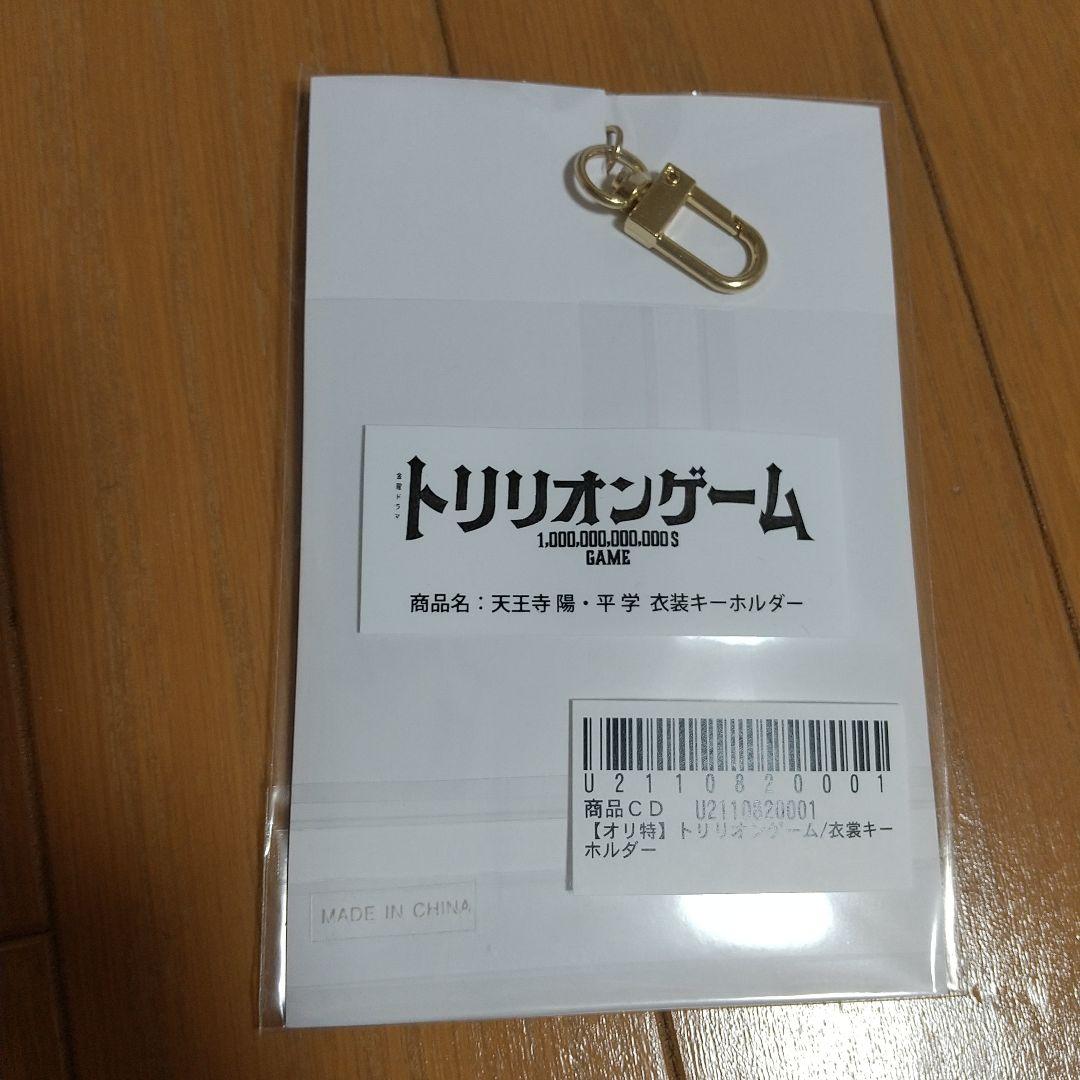 金曜ドラマ
トリリオンゲーム
1,000,000,000,000$
GAME
商品名：天王寺 陽・平 学 衣装キーホルダー
U2110820001
商品CD U2110820001
【オリ特】トリリオンゲーム/衣裳キー
ホルダー
MADE IN CHINA